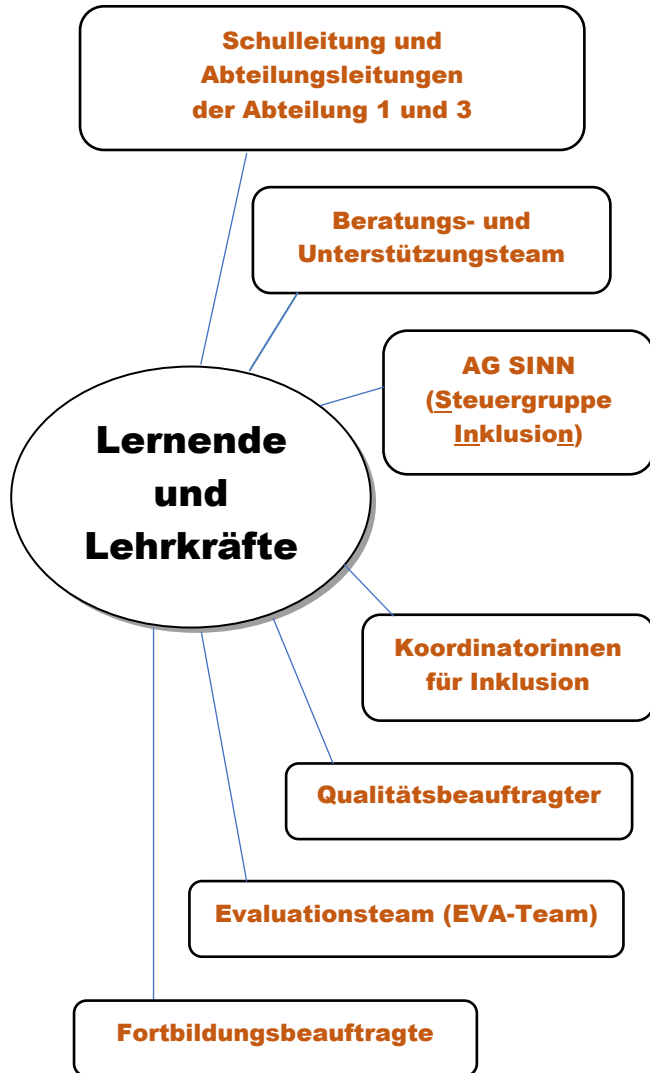 Schulleitung und
Abteilungsleitungen
der Abteilung 1 und 3
Beratungs- und
Unterstützungsteam
AG SINN
(Steuergruppe
Inklusion)
Lernende
und
Lehrkräfte
Koordinatorinnen
für Inklusion
Qualitätsbeauftragter
Evaluationsteam (EVA-Team)
Fortbildungsbeauftragte